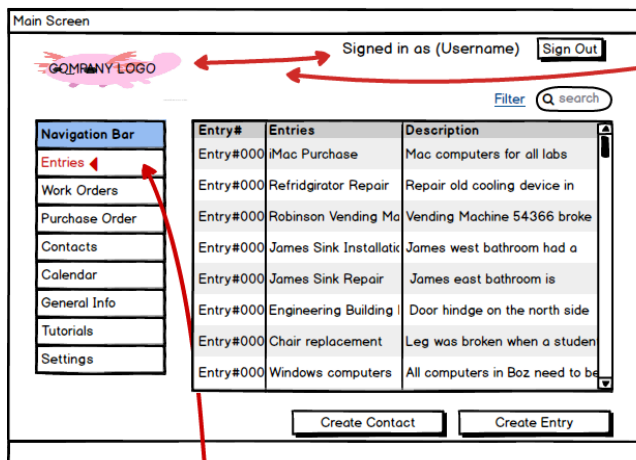 Main Screen
Signed in as (Username)
Sign Out
COMPANY LOGO
Filter
search
Navigation Bar
Entries
Work Orders
Purchase Order
Contacts
Calendar
General Info
Tutorials
Settings
Entry# Entries Description
Entry#000 iMac Purchase Mac computers for all labs
Entry#000 Refridgirator Repair Repair old cooling device in
Entry#000 Robinson Vending Ma Vending Machine 54366 broke
Entry#000 James Sink Installatic James west bathroom had a
Entry#000 James Sink Repair James east bathroom is
Entry#000 Engineering Building Door hindge on the north side
Entry#000 Chair replacement Leg was broken when a studen
Entry#000 Windows computers All computers in Boz need to be
Create Contact
Create Entry